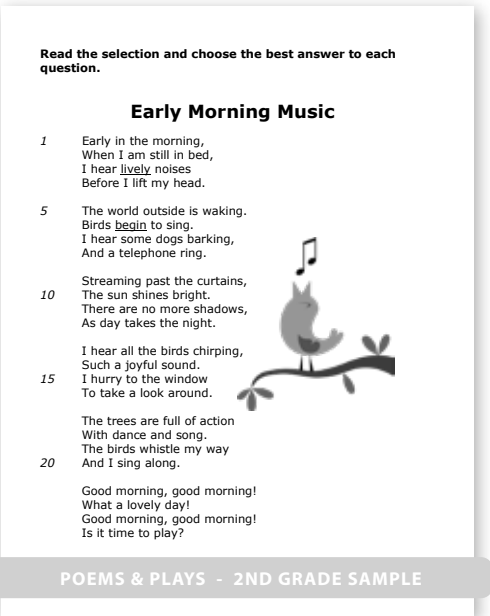 Read the selection and choose the best answer to each
question.
Early Morning Music
1 Early in the morning,
When I am still in bed,
I hear lively noises
Before I lift my head.
5 The world outside is waking.
Birds begin to sing.
I hear some dogs barking,
And a telephone ring.
Streaming past the curtains,
10 The sun shines bright.
There are no more shadows,
As day takes the night.
I hear all the birds chirping,
Such a joyful sound.
15 I hurry to the window
To take a look around.
The trees are full of action
With dance and song.
The birds whistle my way
20 And I sing along.
Good morning, good morning!
What a lovely day!
Good morning, good morning!
Is it time to play?
POEMS & PLAYS - 2ND GRADE SAMPLE